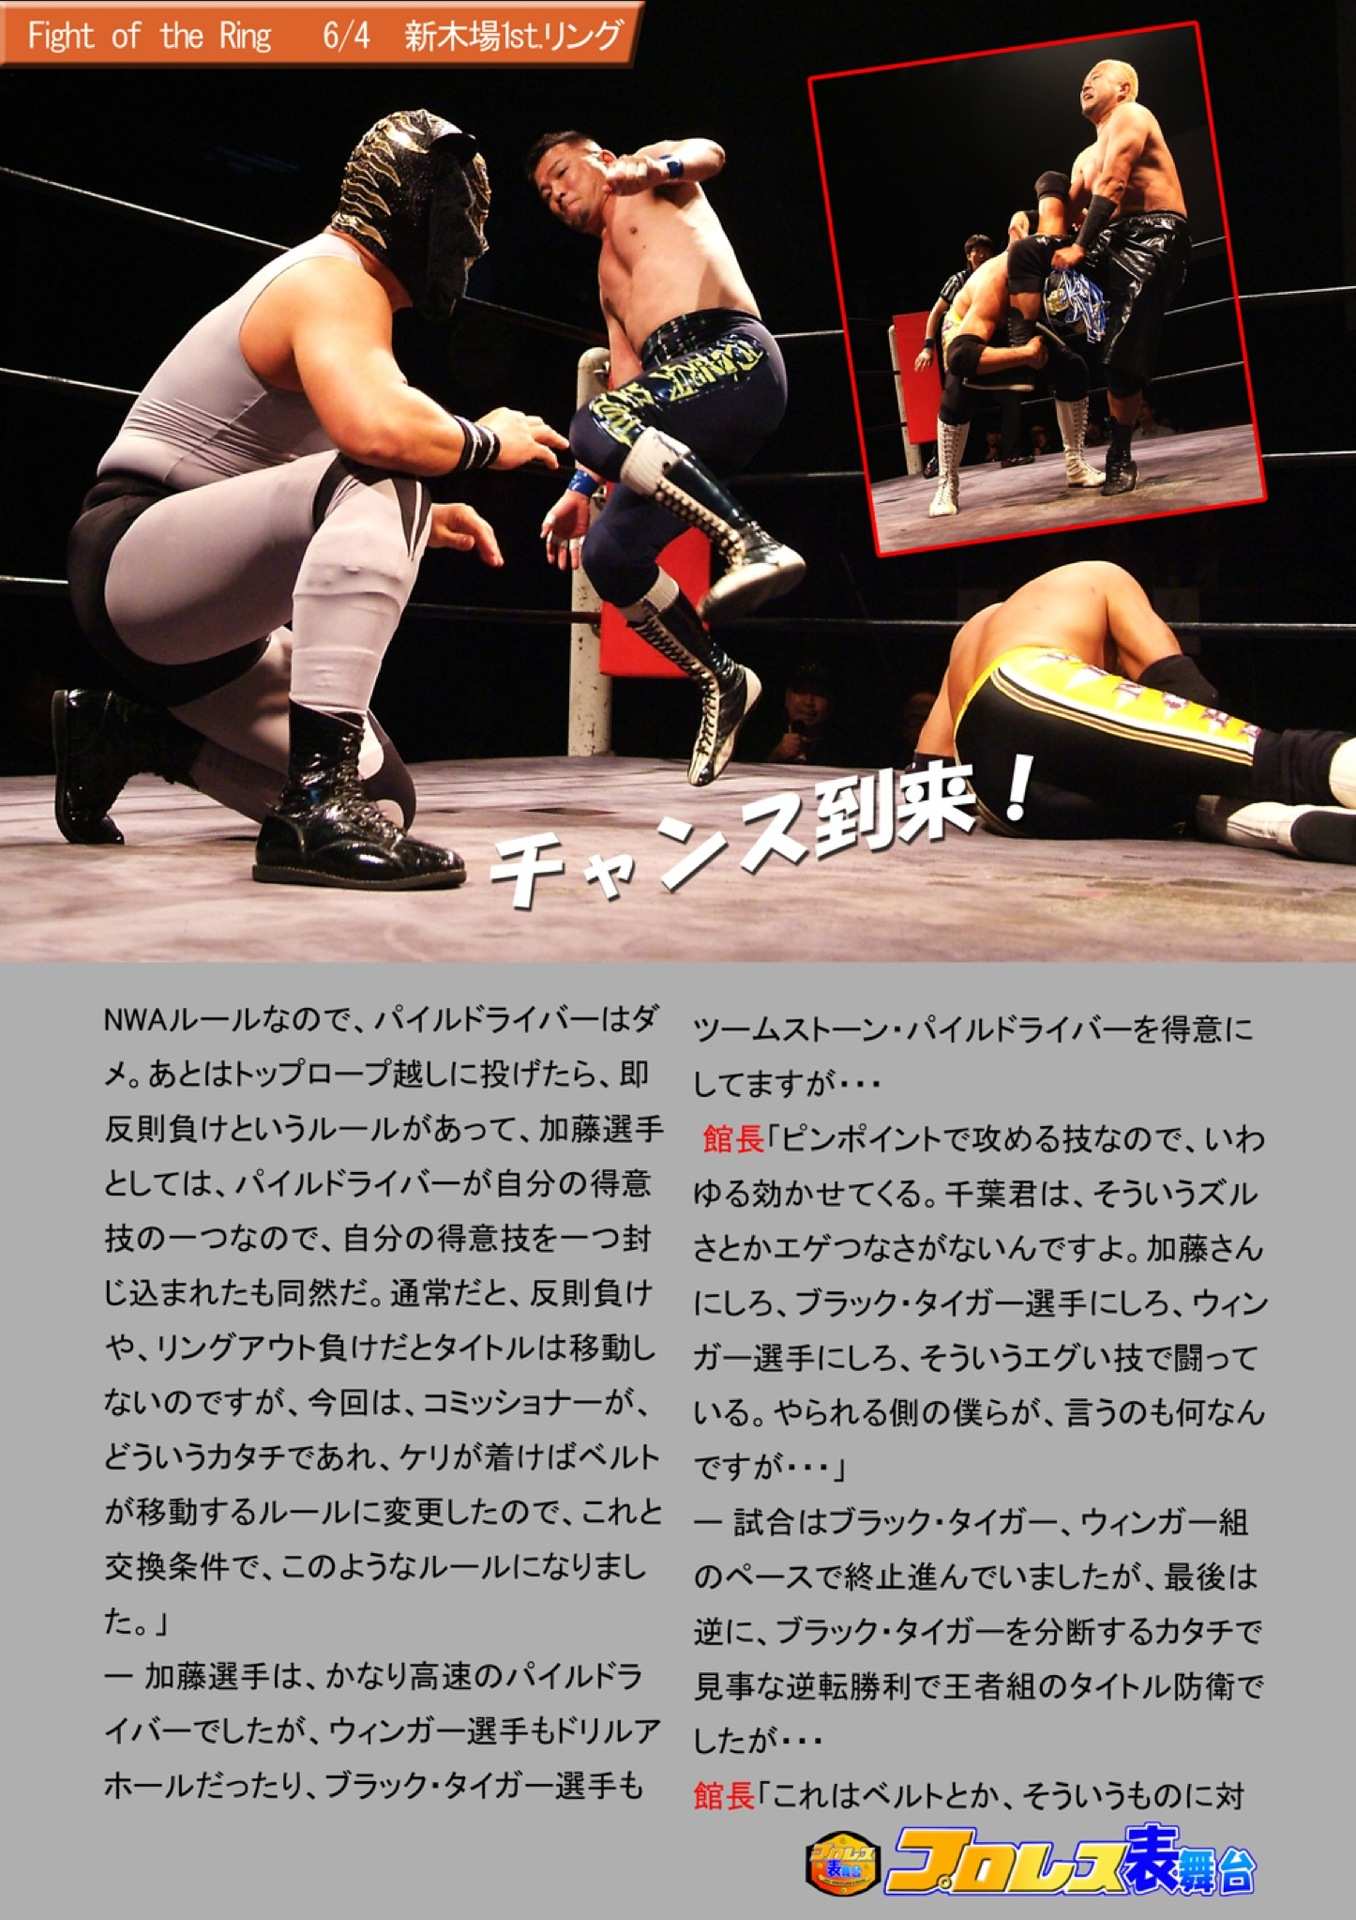 Fight of the Ring 6/4 新木場1st.リング
チャンス到来！
NWAルールなので、パイルドライバーはダ
メ。あとはトップロープ越しに投げたら、即
反則負けというルールがあって、加藤選手
としては、パイルドライバーが自分の得意
技の一つなので、自分の得意技を一つ封
じ込まれたも同然だ。通常だと、反則負け
や、リングアウト負けだとタイトルは移動し
ないのですが、今回は、コミッショナーが、
どういうカタチであれ、ケリが着けばベルト
が移動するルールに変更したので、これと
交換条件で、このようなルールになりまし
た。」
― 加藤選手は、かなり高速のパイルドラ
イバーでしたが、ウィンガー選手もドリルア
ホールだったり、ブラック・タイガー選手も
ツームストーン・パイルドライバーを得意に
してますが・・・
館長「ピンポイントで攻める技なので、いわ
ゆる効かせてくる。千葉君は、そういうズル
さとかエゲつなさがないんですよ。加藤さん
にしろ、ブラック・タイガー選手にしろ、ウィン
ガー選手にしろ、そういうエグい技で闘って
いる。やられる側の僕らが、言うのも何なん
ですが・・・」
― 試合はブラック・タイガー、ウィンガー組
のペースで終止進んでいましたが、最後は
逆に、ブラック・タイガーを分断するカタチで
見事な逆転勝利で王者組のタイトル防衛で
したが・・・
館長「これはベルトとか、そういうものに対
プロレス表舞台
プロレス表舞台